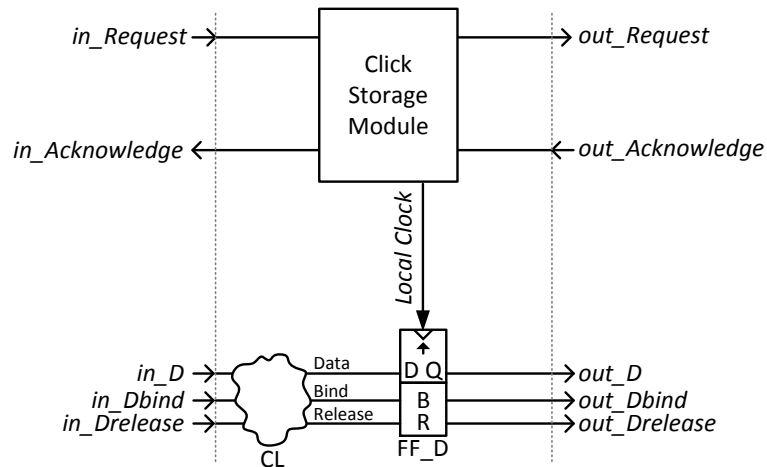 in_Request
out_Request
Click
Storage
Module
in_Acknowledge
out_Acknowledge
Local Clock
in_D
Data
D Q
out_D
in_Dbind
Bind
B
out_Dbind
in_Drelease
Release
R
out_Drelease
CL
FF_D